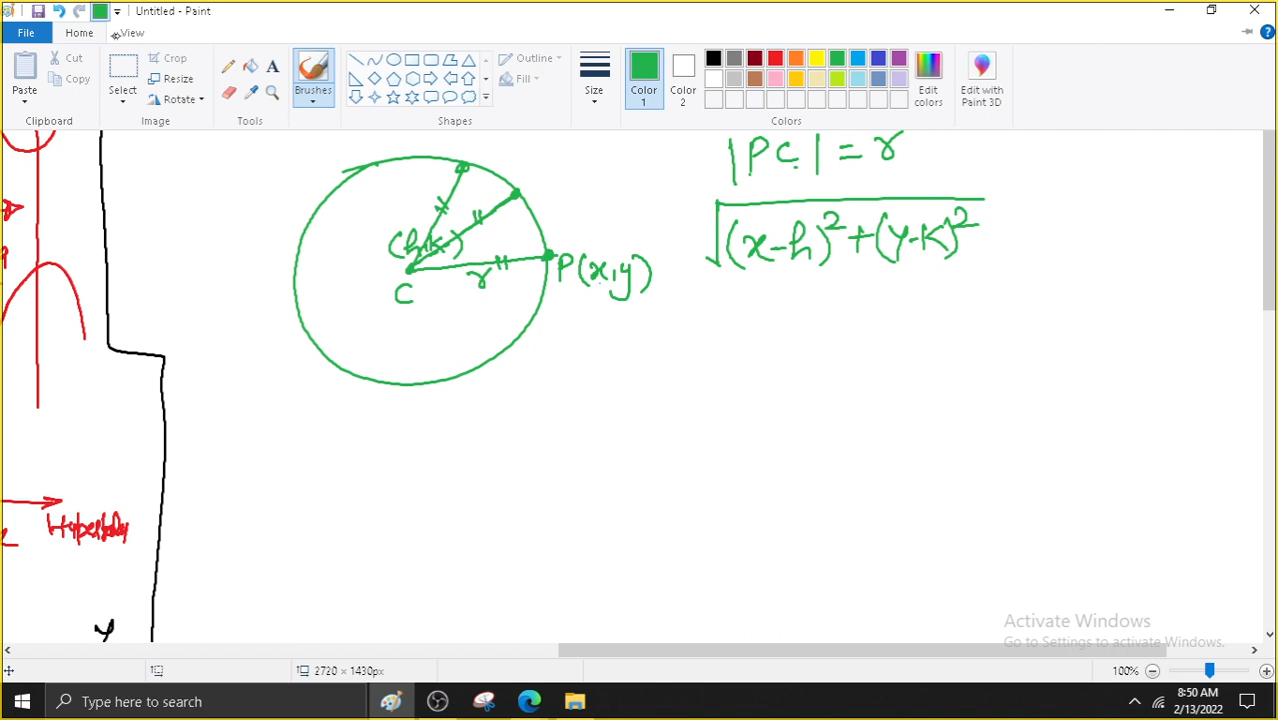 Untitled - Paint
File
Home
View
Paste
Cut
Copy
Clipboard
Select
Crop
Resize
Rotate
Image
A
Tools
Brushes
Shapes
Outline
Fill
Size
Color 1
Color 2
Edit colors
Edit with Paint 3D
Colors
|PC| = r
√(x-h)²+(y-k)²
(h,k)
r
P(x,y)
C
y
Activate Windows
Go to Settings to activate Windows.
2720 × 1430px
100%
Type here to search
8:50 AM
2/13/2022